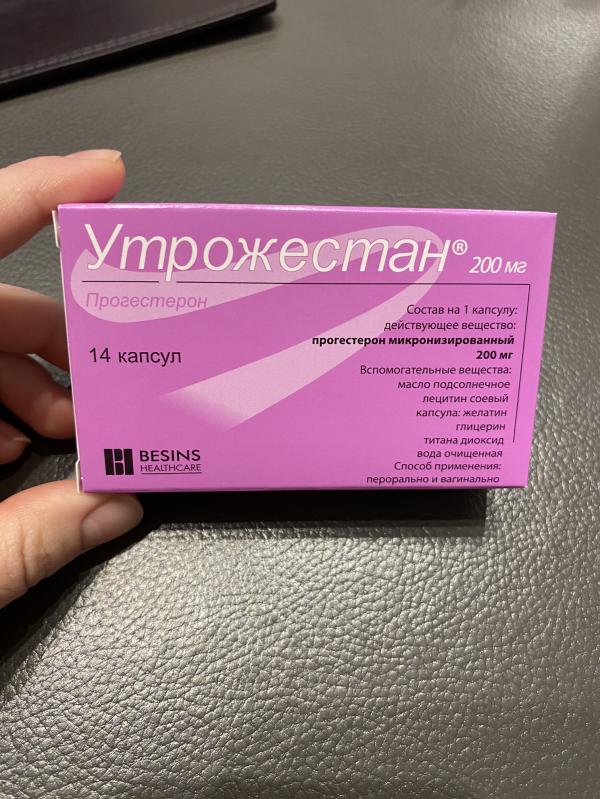 Утрожестан® 200 мг
Прогестерон
14 капсул
Состав на 1 капсулу:
действующее вещество:
прогестерон микронизированный
200 мг
Вспомогательные вещества:
масло подсолнечное
лецитин соевый
капсула: желатин
глицерин
титана диоксид
вода очищенная
Способ применения:
перорально и вагинально
BESINS
HEALTHCARE